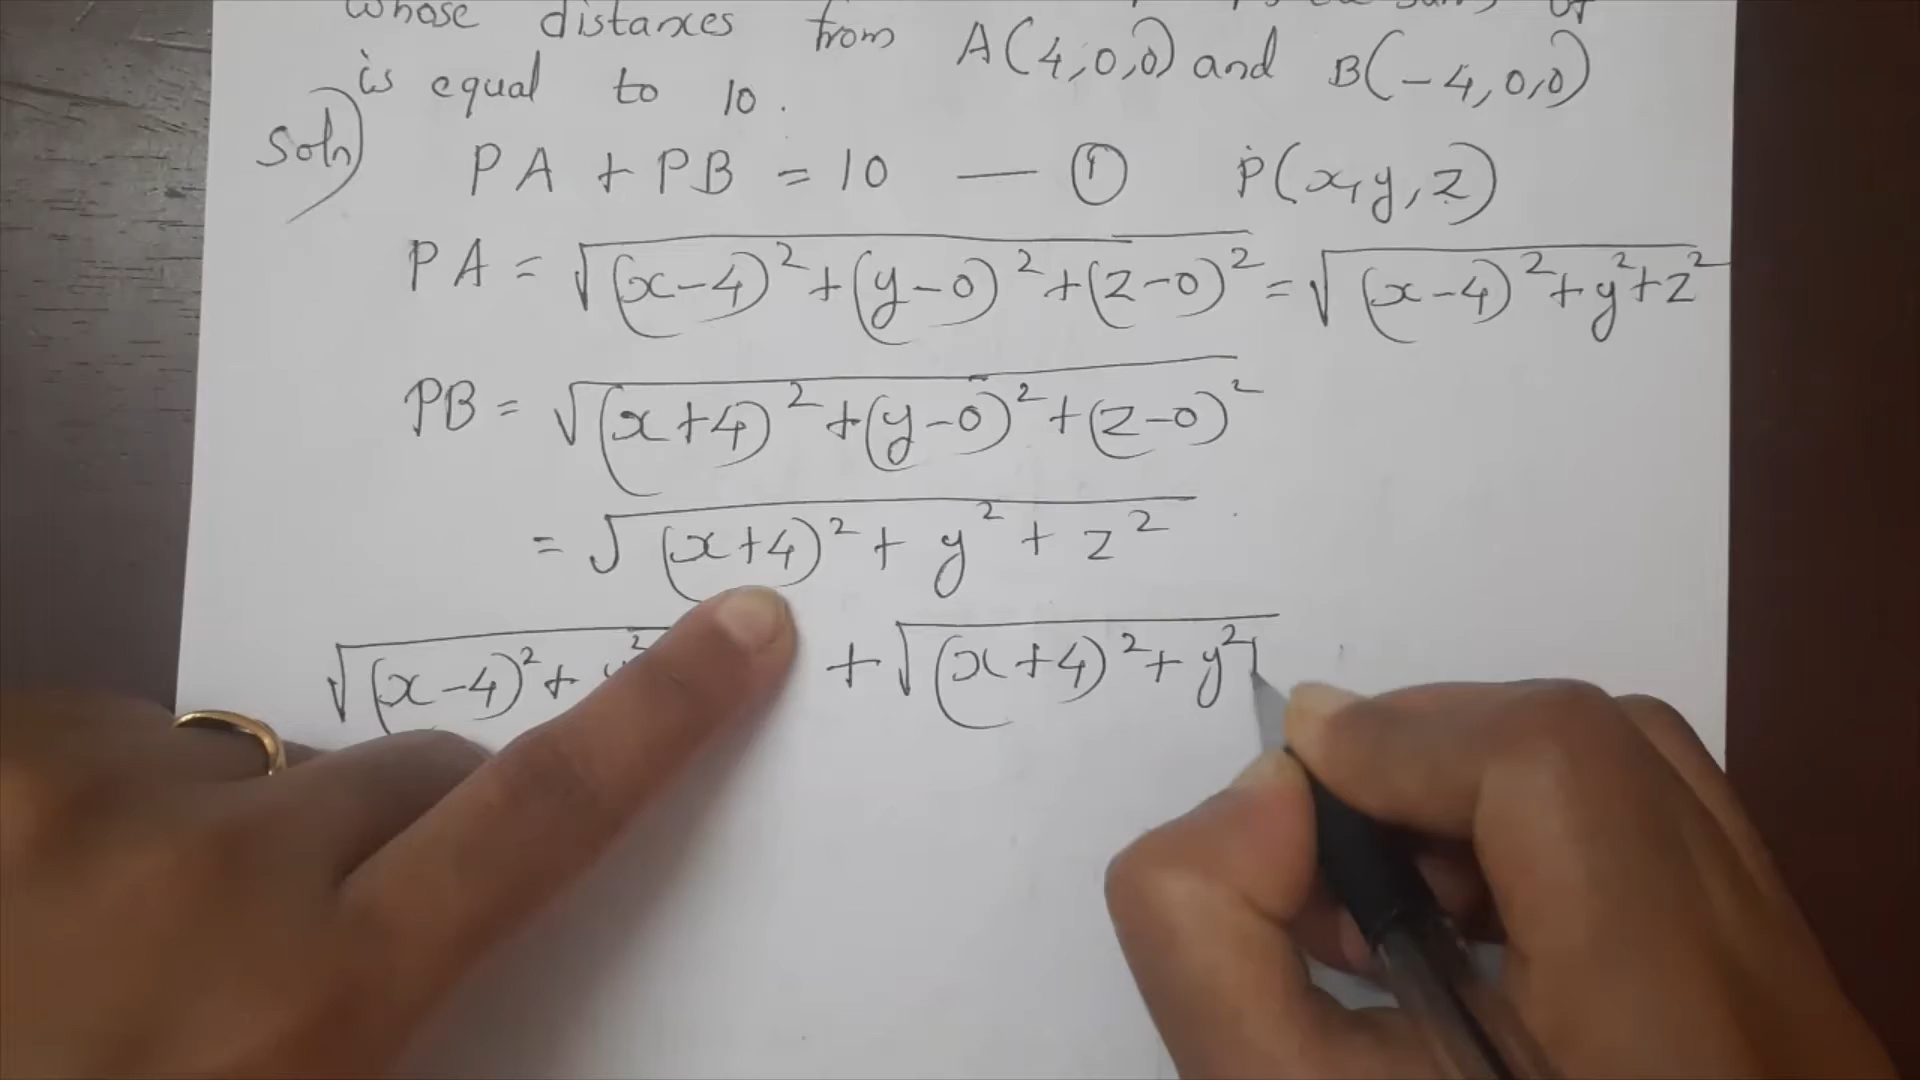 whose distances from A(4,0,0) and B(-4,0,0)
is equal to 10.
Soln) PA + PB = 10 — ① P(x,y,z)
PA = √(x-4)²+(y-0)²+(z-0)² = √(x-4)²+y²+z²
PB = √(x+4)²+(y-0)²+(z-0)²
= √(x+4)² + y² + z²
√(x-4)²+ y² +√(x+4)²+ y²